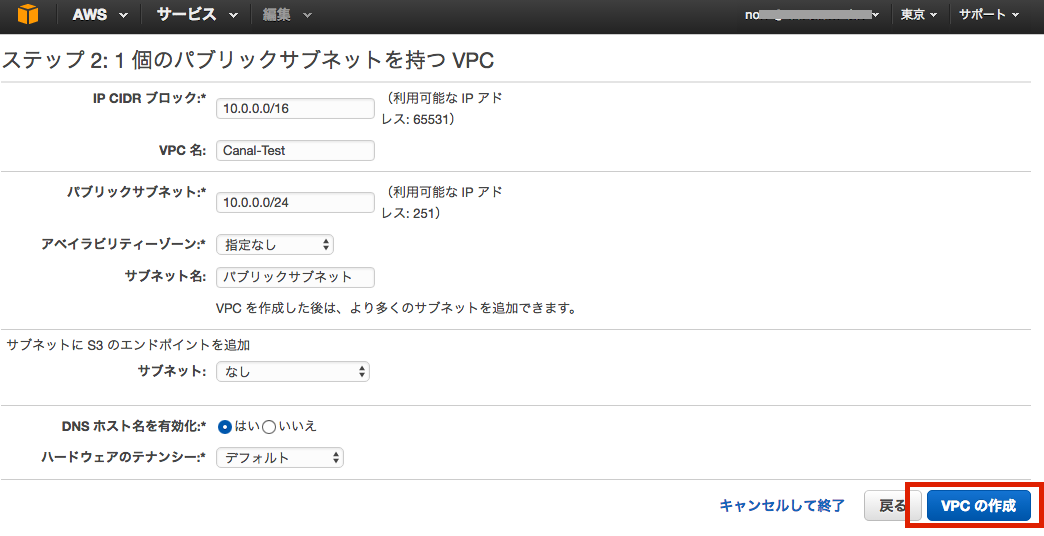 AWS サービス 編集 東京 サポート
ステップ 2: 1 個のパブリックサブネットを持つ VPC
IP CIDR ブロック:* 10.0.0.0/16 （利用可能な IP アド
レス: 65531）
VPC 名: Canal-Test
パブリックサブネット:* 10.0.0.0/24 （利用可能な IP アド
レス: 251）
アベイラビリティーゾーン:* 指定なし
サブネット名: パブリックサブネット
VPC を作成した後は、より多くのサブネットを追加できます。
サブネットに S3 のエンドポイントを追加
サブネット: なし
DNS ホスト名を有効化:* はい いいえ
ハードウェアのテナンシー:* デフォルト
キャンセルして終了 戻る VPC の作成